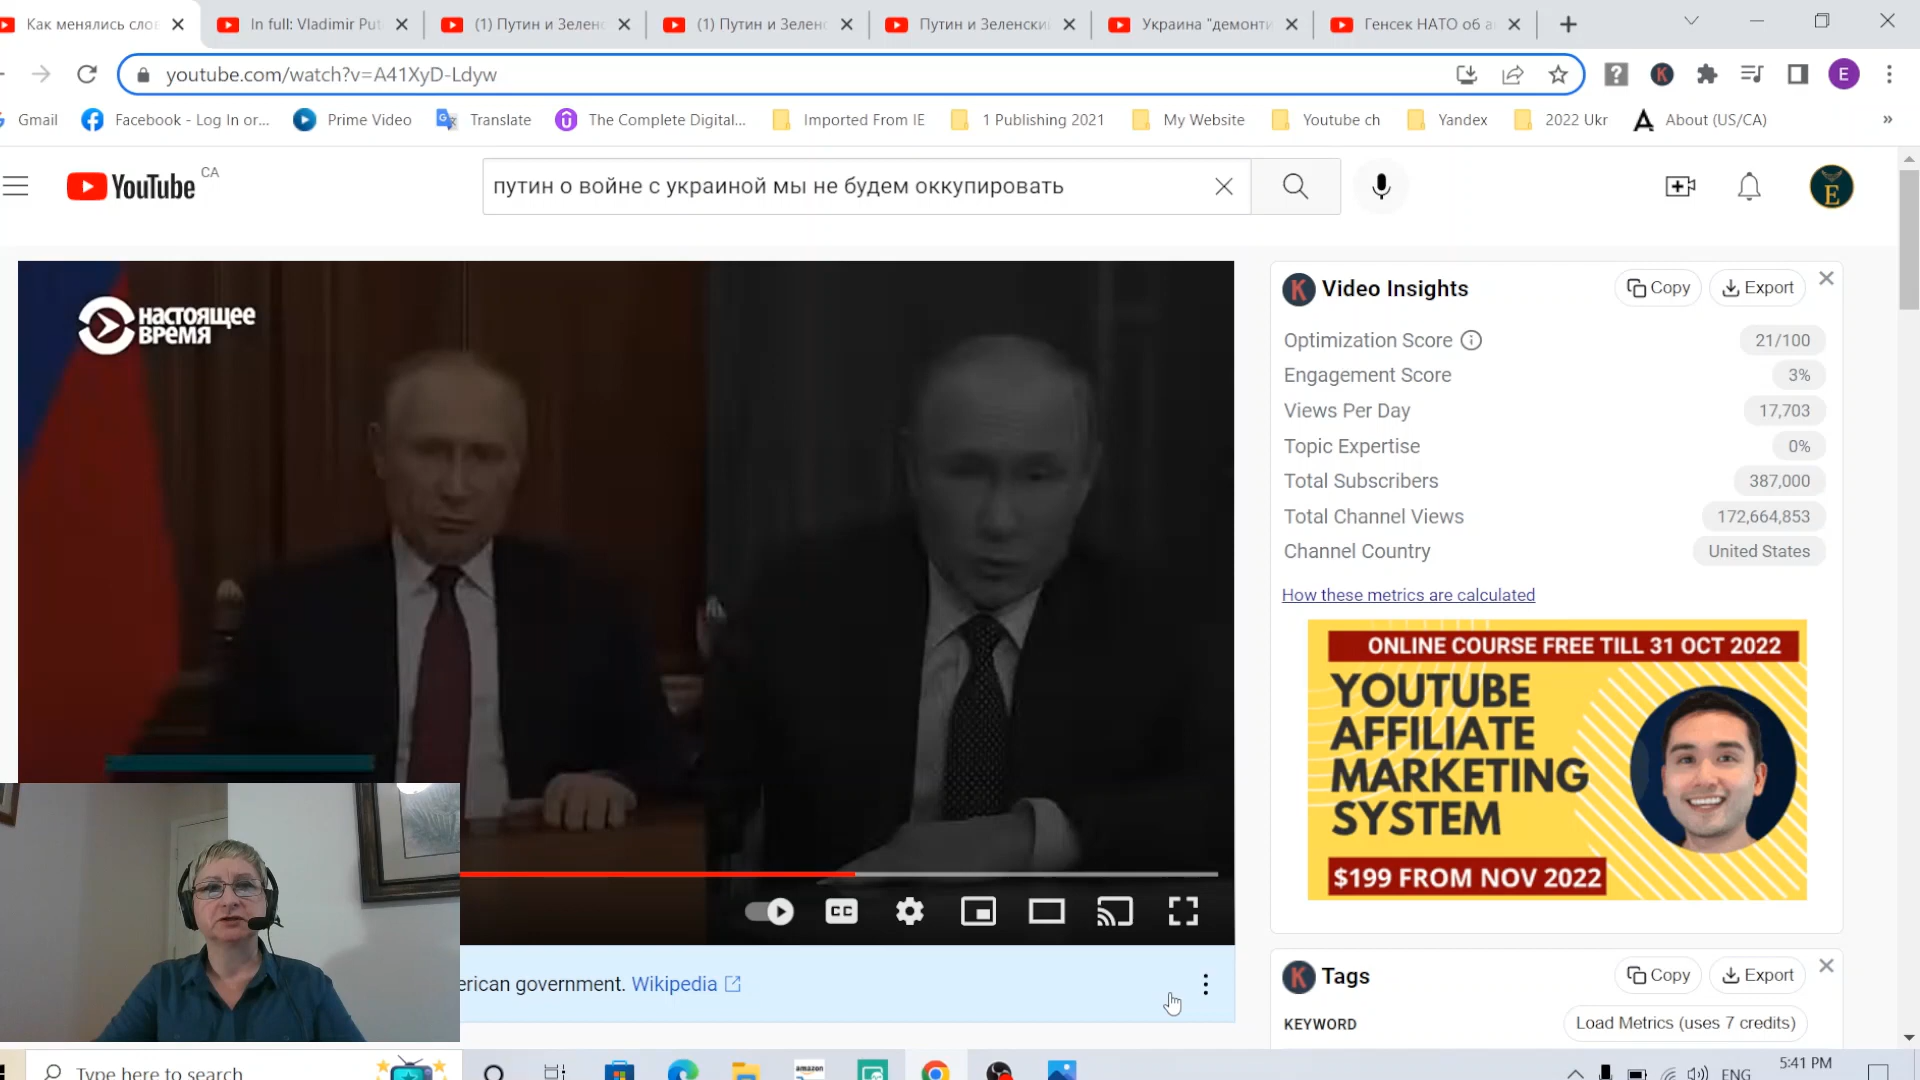 Как менялись слов
In full: Vladimir Put
(1) Путин и Зеленс
(1) Путин и Зеленс
Путин и Зеленски
Украина "демонти
Генсек НАТО об а
youtube.com/watch?v=A41XyD-Ldyw
E
Gmail
Facebook - Log In or...
Prime Video
Translate
The Complete Digital...
Imported From IE
1 Publishing 2021
My Website
Youtube ch
Yandex
2022 Ukr
About (US/CA)
»
YouTube CA
путин о войне с украиной мы не будем оккупировать
E
НАСТОЯЩЕЕ
ВРЕМЯ
K Video Insights
Copy
Export
Optimization Score 21/100
Engagement Score 3%
Views Per Day 17,703
Topic Expertise 0%
Total Subscribers 387,000
Total Channel Views 172,664,853
Channel Country United States
How these metrics are calculated
ONLINE COURSE FREE TILL 31 OCT 2022
YOUTUBE
AFFILIATE
MARKETING
SYSTEM
$199 FROM NOV 2022
CC
erican government. Wikipedia
K Tags
Copy
Export
KEYWORD
Load Metrics (uses 7 credits)
Type here to search
amazon
ENG
5:41 PM